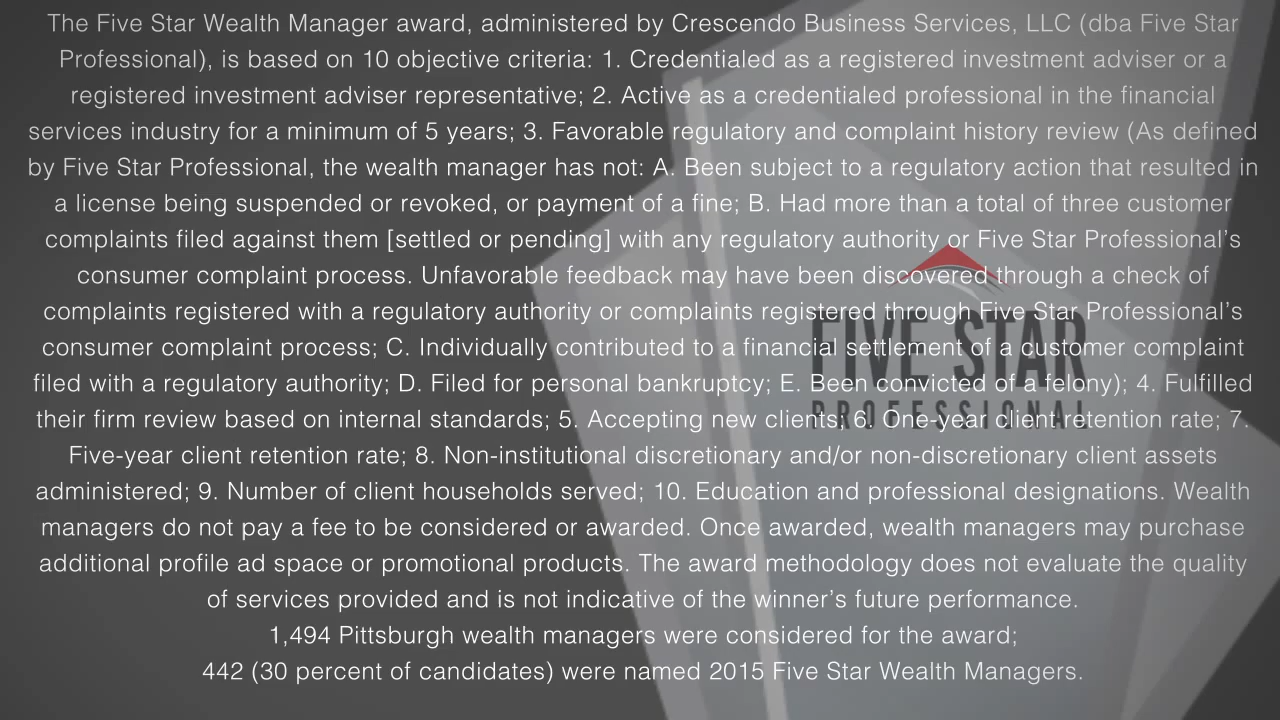 The Five Star Wealth Manager award, administered by Crescendo Business Services, LLC (dba Five Star
Professional), is based on 10 objective criteria: 1. Credentialed as a registered investment adviser or a
registered investment adviser representative; 2. Active as a credentialed professional in the financial
services industry for a minimum of 5 years; 3. Favorable regulatory and complaint history review (As defined
by Five Star Professional, the wealth manager has not: A. Been subject to a regulatory action that resulted in
a license being suspended or revoked, or payment of a fine; B. Had more than a total of three customer
complaints filed against them [settled or pending] with any regulatory authority or Five Star Professional’s
consumer complaint process. Unfavorable feedback may have been discovered through a check of
complaints registered with a regulatory authority or complaints registered through Five Star Professional’s
consumer complaint process; C. Individually contributed to a financial settlement of a customer complaint
filed with a regulatory authority; D. Filed for personal bankruptcy; E. Been convicted of a felony); 4. Fulfilled
their firm review based on internal standards; 5. Accepting new clients; 6. One-year client retention rate; 7.
Five-year client retention rate; 8. Non-institutional discretionary and/or non-discretionary client assets
administered; 9. Number of client households served; 10. Education and professional designations. Wealth
managers do not pay a fee to be considered or awarded. Once awarded, wealth managers may purchase
additional profile ad space or promotional products. The award methodology does not evaluate the quality
of services provided and is not indicative of the winner’s future performance.
1,494 Pittsburgh wealth managers were considered for the award;
442 (30 percent of candidates) were named 2015 Five Star Wealth Managers.
FIVE STAR
PROFESSIONAL